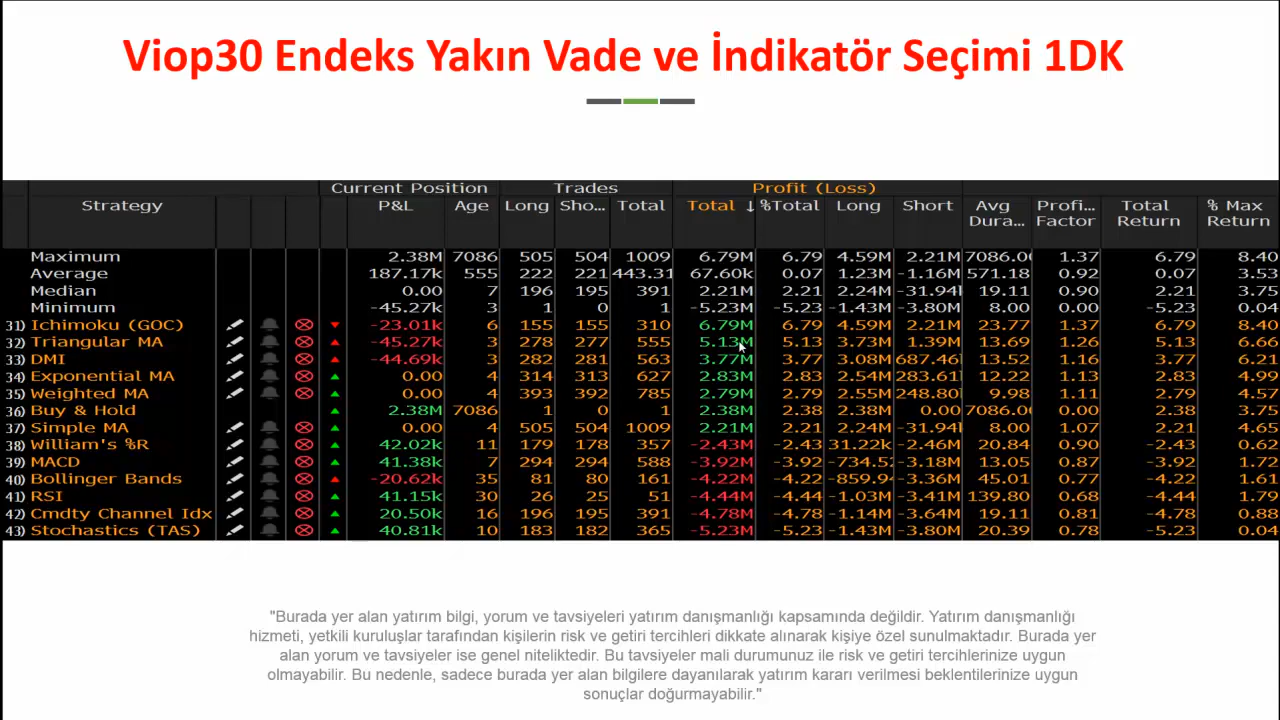 Viop30 Endeks Yakın Vade ve İndikatör Seçimi 1DK
Current Position Trades Profit (Loss)
Strategy P&L Age Long Sho... Total Total ↓ %Total Long Short Avg Dura... Profi... Factor Total Return % Max Return
Maximum 2.38M 7086 505 504 1009 6.79M 6.79 4.59M 2.21M 7086.00 1.37 6.79 8.40
Average 187.17k 555 222 221 443.31 67.60k 0.07 1.23M -1.16M 571.18 0.92 0.07 3.53
Median 0.00 7 196 195 391 2.21M 2.21 2.24M -31.94k 19.11 0.90 2.21 3.75
Minimum -45.27k 3 1 0 1 -5.23M -5.23 -1.43M -3.80M 8.00 0.00 -5.23 0.04
31) Ichimoku (GOC) -23.01k 6 155 155 310 6.79M 6.79 4.59M 2.21M 23.77 1.37 6.79 8.40
32) Triangular MA -45.27k 3 278 277 555 5.13M 5.13 3.73M 1.39M 13.69 1.26 5.13 6.66
33) DMI -44.69k 3 282 281 563 3.77M 3.77 3.08M 687.46k 13.52 1.16 3.77 6.21
34) Exponential MA 0.00 4 314 313 627 2.83M 2.83 2.54M 283.61k 12.22 1.13 2.83 4.99
35) Weighted MA 0.00 4 393 392 785 2.79M 2.79 2.55M 248.80k 9.98 1.11 2.79 4.57
36) Buy & Hold 2.38M 7086 1 0 1 2.38M 2.38 2.38M 0.00 7086.00 0.00 2.38 3.75
37) Simple MA 0.00 4 505 504 1009 2.21M 2.21 2.24M -31.94k 8.00 1.07 2.21 4.65
38) William's %R 42.02k 11 179 178 357 -2.43M -2.43 31.22k -2.46M 20.84 0.90 -2.43 0.62
39) MACD 41.38k 7 294 294 588 -3.92M -3.92 -734.52 -3.18M 13.05 0.87 -3.92 1.72
40) Bollinger Bands -20.62k 35 81 80 161 -4.22M -4.22 -859.94 -3.36M 45.01 0.77 -4.22 1.61
41) RSI 41.15k 30 26 25 51 -4.44M -4.44 -1.03M -3.41M 139.80 0.68 -4.44 1.79
42) Cmdty Channel Idx 20.50k 16 196 195 391 -4.78M -4.78 -1.14M -3.64M 19.11 0.81 -4.78 0.88
43) Stochastics (TAS) 40.81k 10 183 182 365 -5.23M -5.23 -1.43M -3.80M 20.39 0.78 -5.23 0.04
"Burada yer alan yatırım bilgi, yorum ve tavsiyeleri yatırım danışmanlığı kapsamında değildir. Yatırım danışmanlığı
hizmeti, yetkili kuruluşlar tarafından kişilerin risk ve getiri tercihleri dikkate alınarak kişiye özel sunulmaktadır. Burada yer
alan yorum ve tavsiyeler ise genel niteliktedir. Bu tavsiyeler mali durumunuz ile risk ve getiri tercihlerinize uygun
olmayabilir. Bu nedenle, sadece burada yer alan bilgilere dayanılarak yatırım kararı verilmesi beklentilerinize uygun
sonuçlar doğurmayabilir."